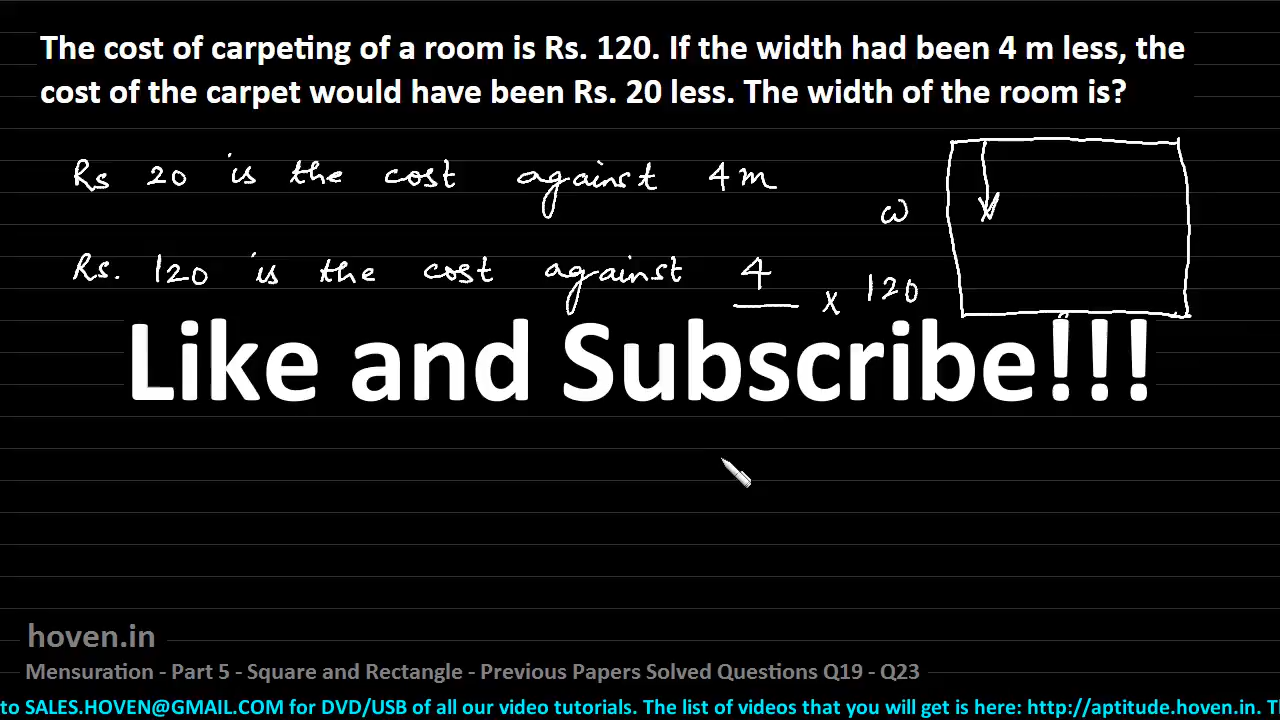 The cost of carpeting of a room is Rs. 120. If the width had been 4 m less, the
cost of the carpet would have been Rs. 20 less. The width of the room is?
Rs 20 is the cost against 4 m
ω
Rs. 120 is the cost against 4 x 120
Like and Subscribe!!!
hoven.in
Mensuration - Part 5 - Square and Rectangle - Previous Papers Solved Questions Q19 - Q23
to SALES.HOVEN@GMAIL.COM for DVD/USB of all our video tutorials. The list of videos that you will get is here: http://aptitude.hoven.in. T